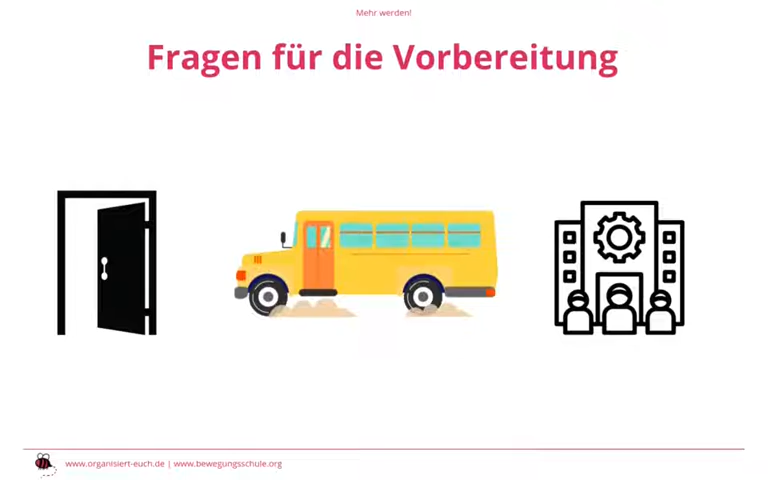 Mehr werden!
Fragen für die Vorbereitung
www.organisiert-euch.de | www.bewegungsschule.org